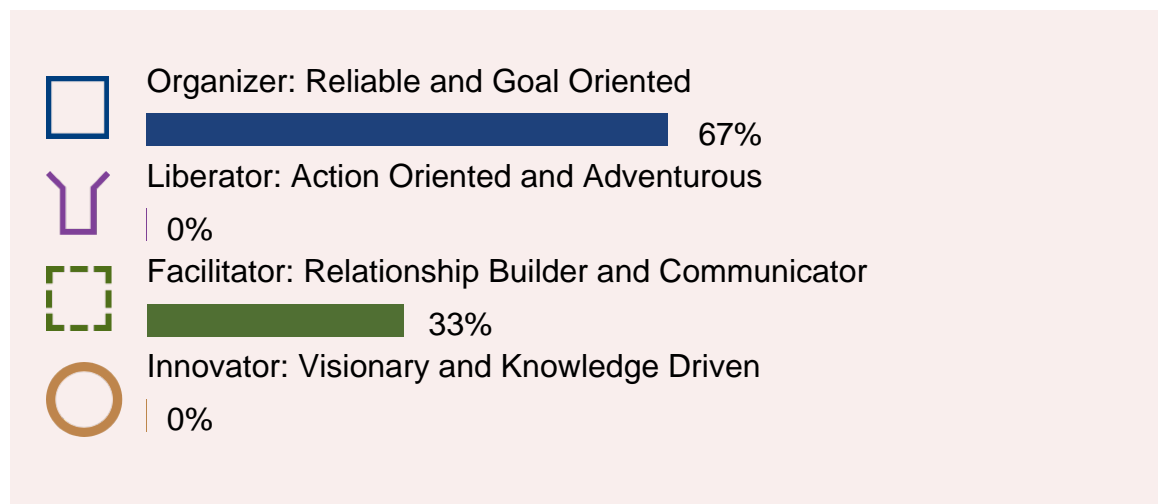 Organizer: Reliable and Goal Oriented
67%
Liberator: Action Oriented and Adventurous
0%
Facilitator: Relationship Builder and Communicator
33%
Innovator: Visionary and Knowledge Driven
0%